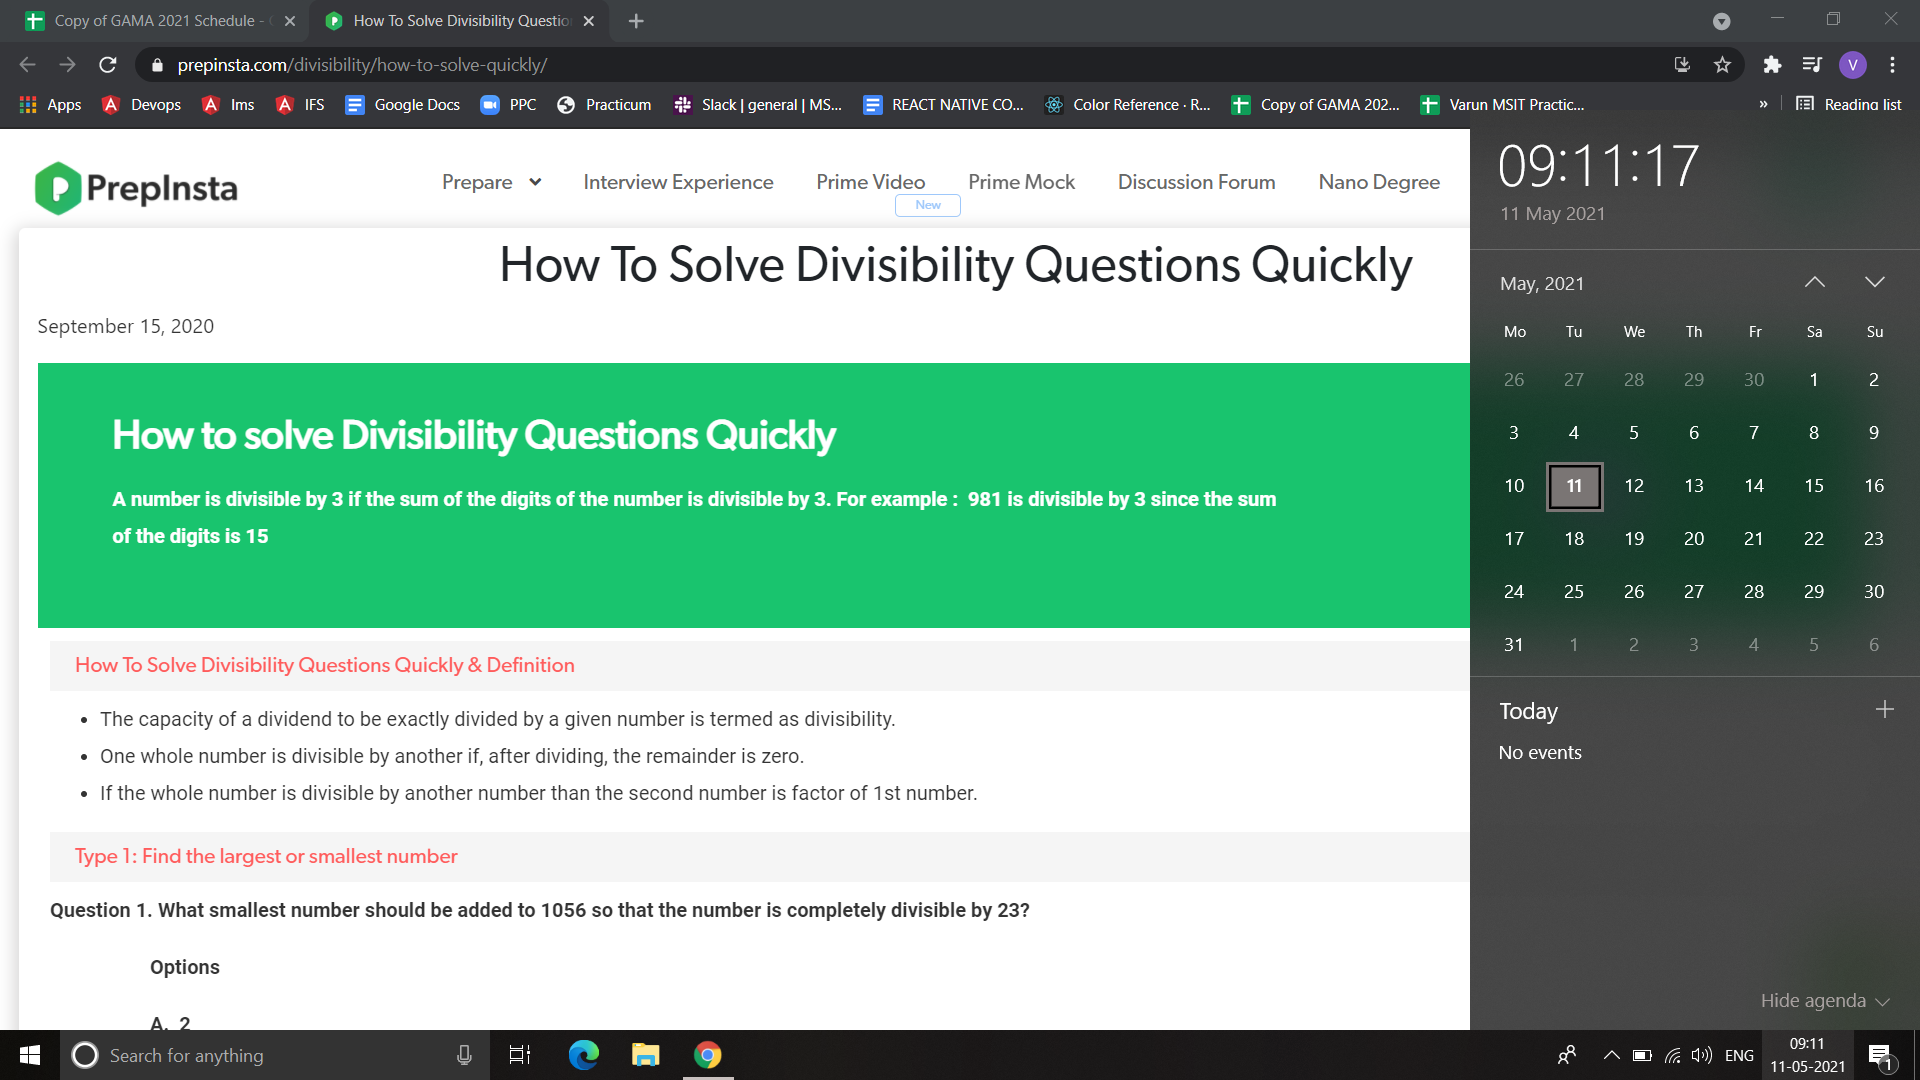 Copy of GAMA 2021 Schedule -
How To Solve Divisibility Questio
prepinsta.com/divisibility/how-to-solve-quickly/
V
Apps
Devops
Ims
IFS
Google Docs
PPC
Practicum
Slack | general | MS...
REACT NATIVE CO...
Color Reference · R...
Copy of GAMA 202...
Varun MSIT Practic...
»
Reading list
PrepInsta
Prepare
Interview Experience
Prime Video
New
Prime Mock
Discussion Forum
Nano Degree
How To Solve Divisibility Questions Quickly
September 15, 2020
How to solve Divisibility Questions Quickly
A number is divisible by 3 if the sum of the digits of the number is divisible by 3. For example :  981 is divisible by 3 since the sum
of the digits is 15
How To Solve Divisibility Questions Quickly & Definition
• The capacity of a dividend to be exactly divided by a given number is termed as divisibility.
• One whole number is divisible by another if, after dividing, the remainder is zero.
• If the whole number is divisible by another number than the second number is factor of 1st number.
Type 1: Find the largest or smallest number
Question 1. What smallest number should be added to 1056 so that the number is completely divisible by 23?
Options
A. 2
09:11:17
11 May 2021
May, 2021
Mo Tu We Th Fr Sa Su
26 27 28 29 30 1 2
3 4 5 6 7 8 9
10 11 12 13 14 15 16
17 18 19 20 21 22 23
24 25 26 27 28 29 30
31 1 2 3 4 5 6
Today
No events
Hide agenda
Search for anything
ENG
09:11
11-05-2021
1